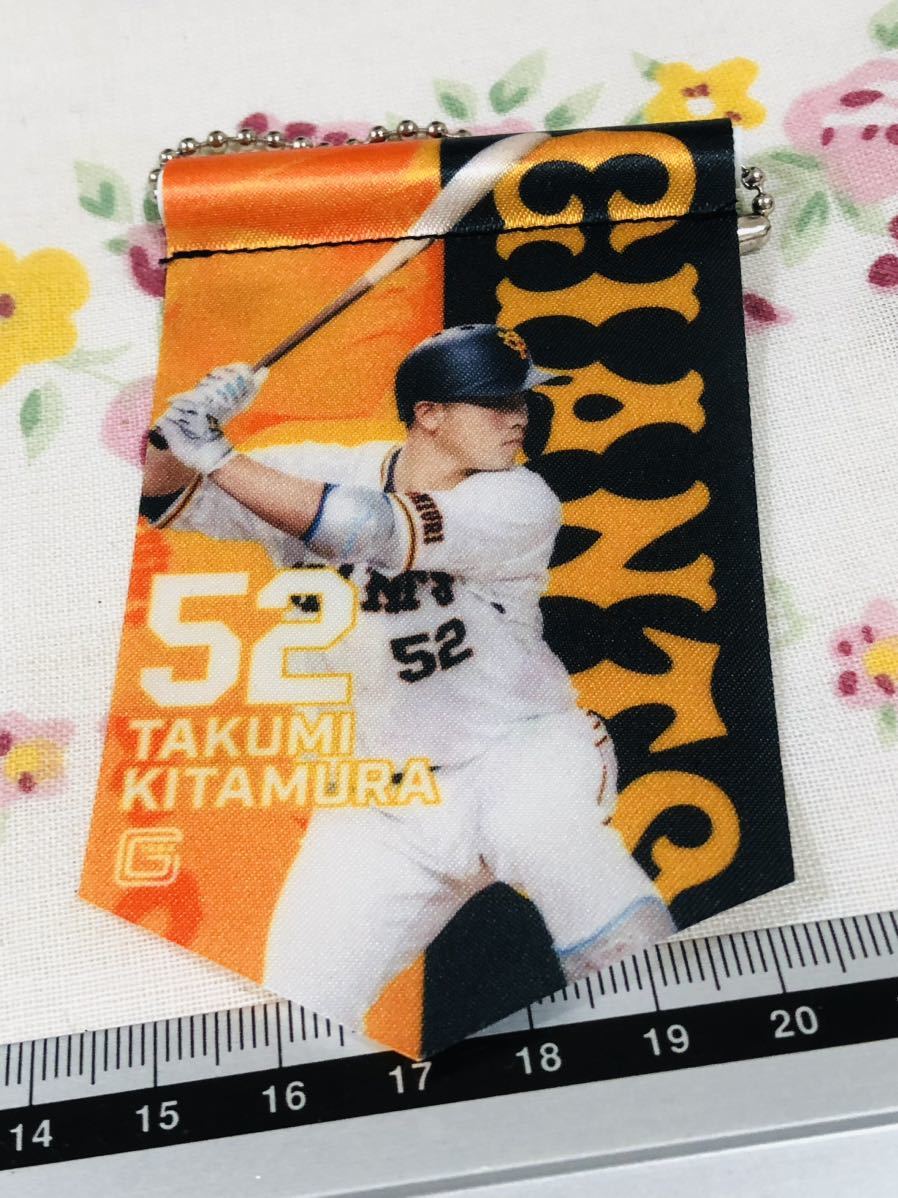 GIANTS
52
TAKUMI
KITAMURA
G
52
14 15 16 17 18 19 20